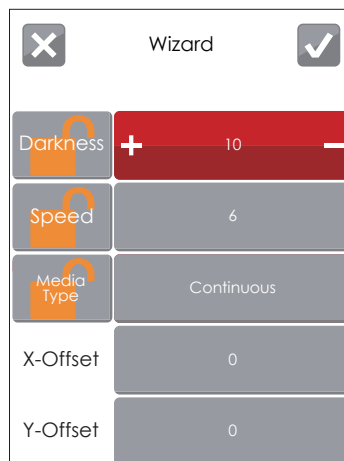 Wizard
Darkness
+ 10 −
Speed
6
Media
Type
Continuous
X-Offset
0
Y-Offset
0